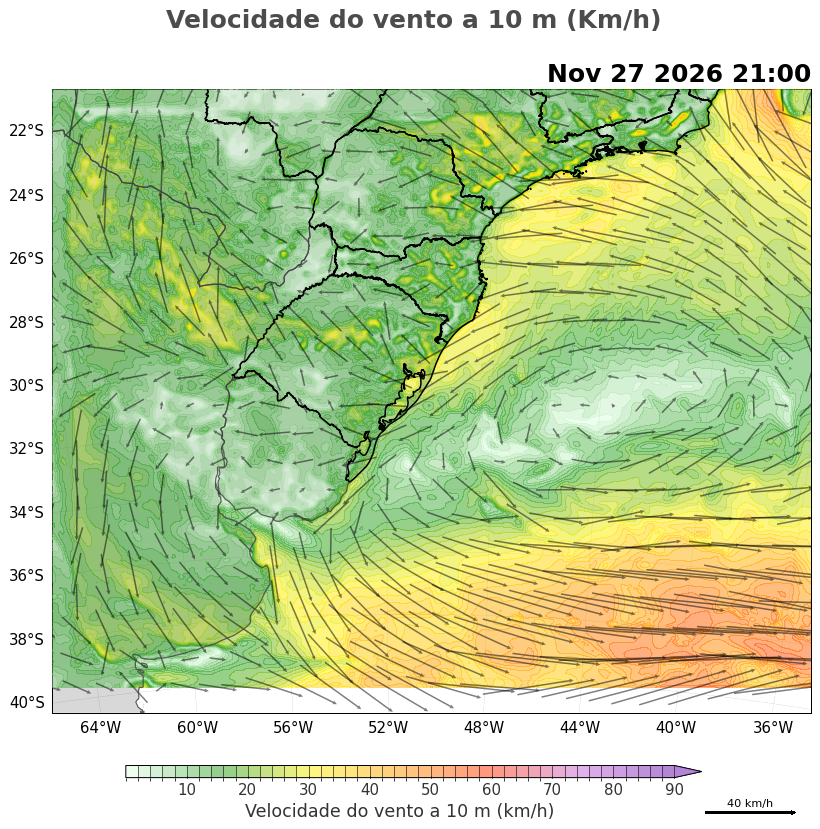 Velocidade do vento a 10 m (Km/h)
Nov 27 2026 21:00
22°S
24°S
26°S
28°S
30°S
32°S
34°S
36°S
38°S
40°S
64°W 60°W 56°W 52°W 48°W 44°W 40°W 36°W
10 20 30 40 50 60 70 80 90
Velocidade do vento a 10 m (km/h)
40 km/h